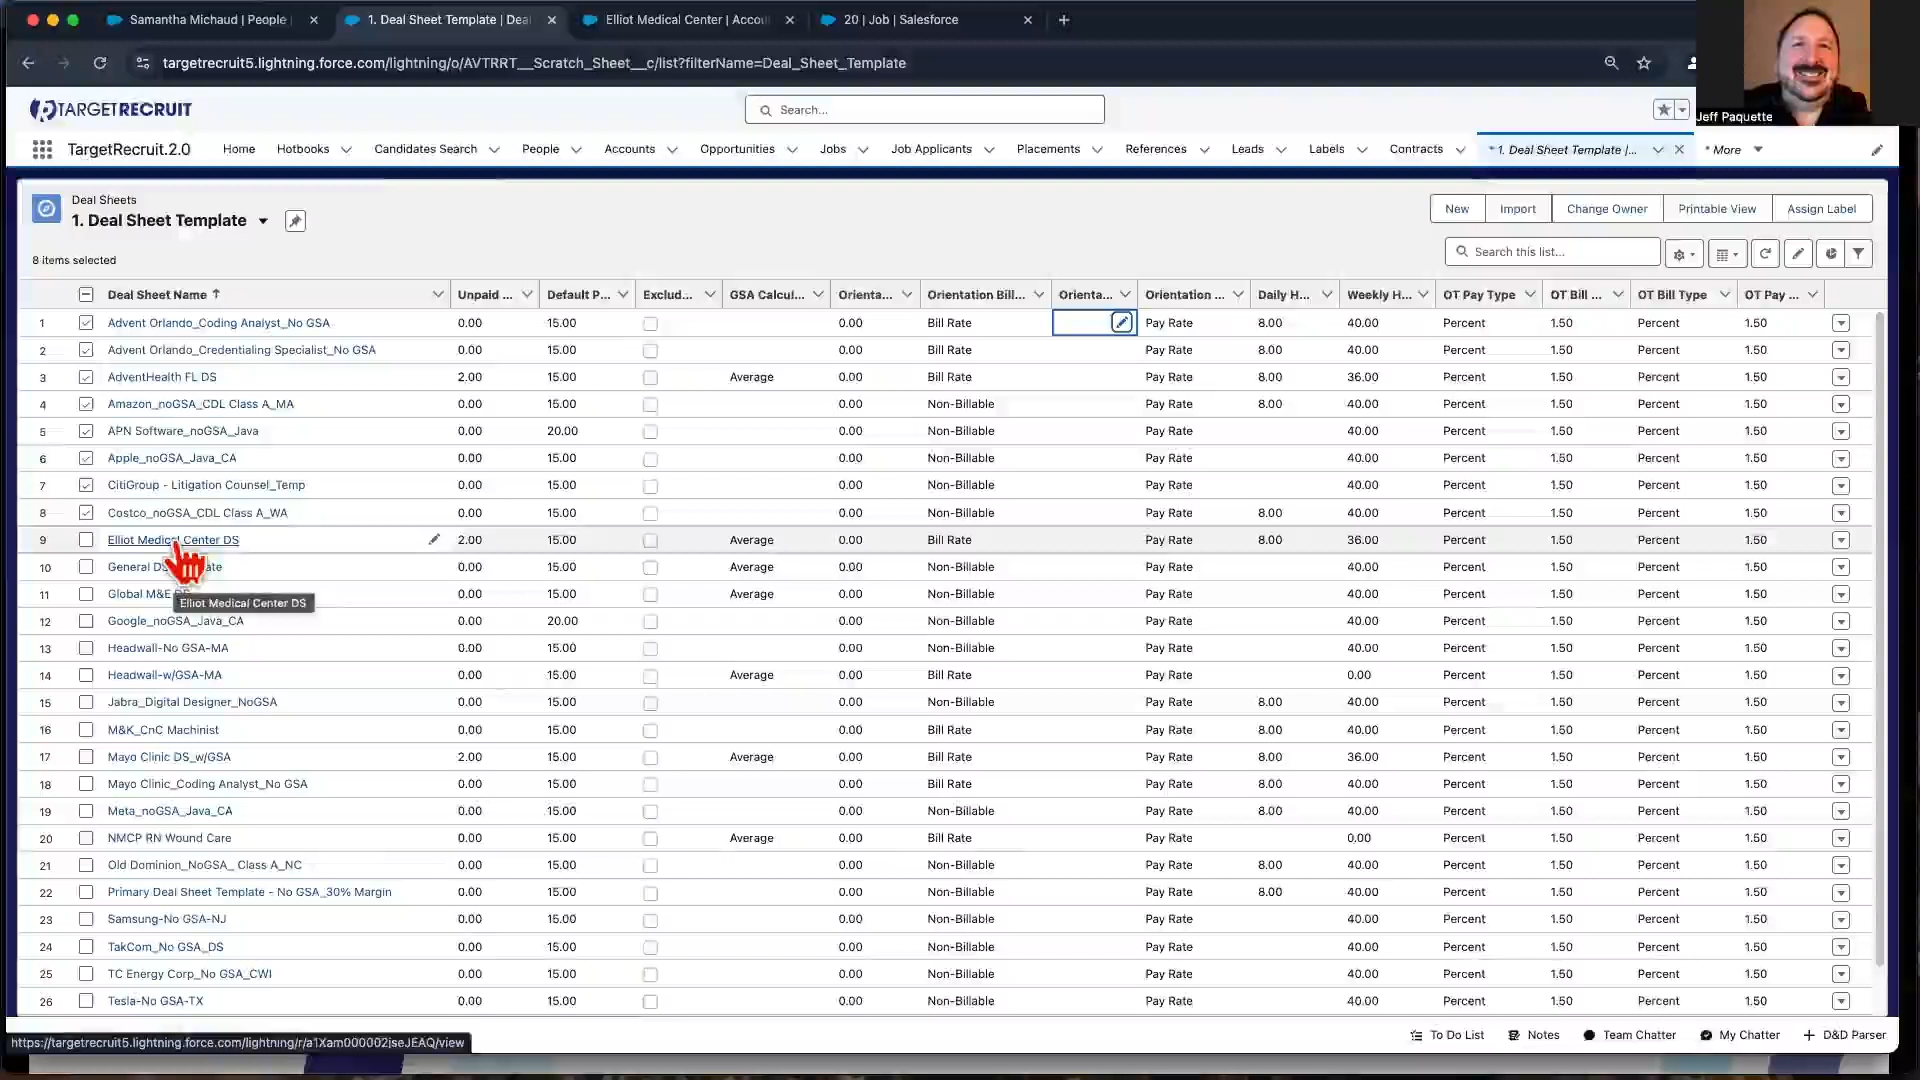 Samantha Michaud | People
1. Deal Sheet Template | Deal
Elliot Medical Center | Accou
20 | Job | Salesforce
targetrecruit5.lightning.force.com/lightning/o/AVTRRT__Scratch_Sheet__c/list?filterName=Deal_Sheet_Template
Jeff Paquette
TARGETRECRUIT
Search...
TargetRecruit.2.0 Home Hotbooks Candidates Search People Accounts Opportunities Jobs Job Applicants Placements References Leads Labels Contracts * 1. Deal Sheet Template |... * More
Deal Sheets
1. Deal Sheet Template
New Import Change Owner Printable View Assign Label
8 items selected
Search this list...
Deal Sheet Name Unpaid ... Default P... Exclud... GSA Calcul... Orienta... Orientation Bill... Orienta... Orientation ... Daily H... Weekly H... OT Pay Type OT Bill ... OT Bill Type OT Pay ...
1 Advent Orlando_Coding Analyst_No GSA 0.00 15.00 0.00 Bill Rate Pay Rate 8.00 40.00 Percent 1.50 Percent 1.50
2 Advent Orlando_Credentialing Specialist_No GSA 0.00 15.00 0.00 Bill Rate Pay Rate 8.00 40.00 Percent 1.50 Percent 1.50
3 AdventHealth FL DS 2.00 15.00 Average 0.00 Bill Rate Pay Rate 8.00 36.00 Percent 1.50 Percent 1.50
4 Amazon_noGSA_CDL Class A_MA 0.00 15.00 0.00 Non-Billable Pay Rate 8.00 40.00 Percent 1.50 Percent 1.50
5 APN Software_noGSA_Java 0.00 20.00 0.00 Non-Billable Pay Rate 40.00 Percent 1.50 Percent 1.50
6 Apple_noGSA_Java_CA 0.00 15.00 0.00 Non-Billable Pay Rate 40.00 Percent 1.50 Percent 1.50
7 CitiGroup - Litigation Counsel_Temp 0.00 15.00 0.00 Non-Billable Pay Rate 40.00 Percent 1.50 Percent 1.50
8 Costco_noGSA_CDL Class A_WA 0.00 15.00 0.00 Non-Billable Pay Rate 8.00 40.00 Percent 1.50 Percent 1.50
9 Elliot Medical Center DS 2.00 15.00 Average 0.00 Bill Rate Pay Rate 8.00 36.00 Percent 1.50 Percent 1.50
10 General 0.00 15.00 Average 0.00 Non-Billable Pay Rate 40.00 Percent 1.50 Percent 1.50
11 Global M&E 0.00 15.00 Average 0.00 Non-Billable Pay Rate 40.00 Percent 1.50 Percent 1.50
Elliot Medical Center DS
12 Google_noGSA_Java_CA 0.00 20.00 0.00 Non-Billable Pay Rate 40.00 Percent 1.50 Percent 1.50
13 Headwall-No GSA-MA 0.00 15.00 0.00 Non-Billable Pay Rate 40.00 Percent 1.50 Percent 1.50
14 Headwall-w/GSA-MA 0.00 15.00 Average 0.00 Bill Rate Pay Rate 0.00 Percent 1.50 Percent 1.50
15 Jabra_Digital Designer_NoGSA 0.00 15.00 0.00 Non-Billable Pay Rate 8.00 40.00 Percent 1.50 Percent 1.50
16 M&K_CnC Machinist 0.00 15.00 0.00 Bill Rate Pay Rate 8.00 40.00 Percent 1.50 Percent 1.50
17 Mayo Clinic DS_w/GSA 2.00 15.00 Average 0.00 Bill Rate Pay Rate 8.00 36.00 Percent 1.50 Percent 1.50
18 Mayo Clinic_Coding Analyst_No GSA 0.00 15.00 0.00 Bill Rate Pay Rate 8.00 40.00 Percent 1.50 Percent 1.50
19 Meta_noGSA_Java_CA 0.00 15.00 0.00 Non-Billable Pay Rate 8.00 40.00 Percent 1.50 Percent 1.50
20 NMCP RN Wound Care 0.00 15.00 Average 0.00 Bill Rate Pay Rate 0.00 Percent 1.50 Percent 1.50
21 Old Dominion_NoGSA_ Class A_NC 0.00 15.00 0.00 Non-Billable Pay Rate 8.00 40.00 Percent 1.50 Percent 1.50
22 Primary Deal Sheet Template - No GSA_30% Margin 0.00 15.00 0.00 Non-Billable Pay Rate 8.00 40.00 Percent 1.50 Percent 1.50
23 Samsung-No GSA-NJ 0.00 15.00 0.00 Non-Billable Pay Rate 40.00 Percent 1.50 Percent 1.50
24 TakCom_No GSA_DS 0.00 15.00 0.00 Non-Billable Pay Rate 40.00 Percent 1.50 Percent 1.50
25 TC Energy Corp_No GSA_CWI 0.00 15.00 0.00 Non-Billable Pay Rate 40.00 Percent 1.50 Percent 1.50
26 Tesla-No GSA-TX 0.00 15.00 0.00 Non-Billable Pay Rate 40.00 Percent 1.50 Percent 1.50
To Do List Notes Team Chatter My Chatter D&D Parser
https://targetrecruit5.lightning.force.com/lightning/r/a1Xam000002jseJEAQ/view